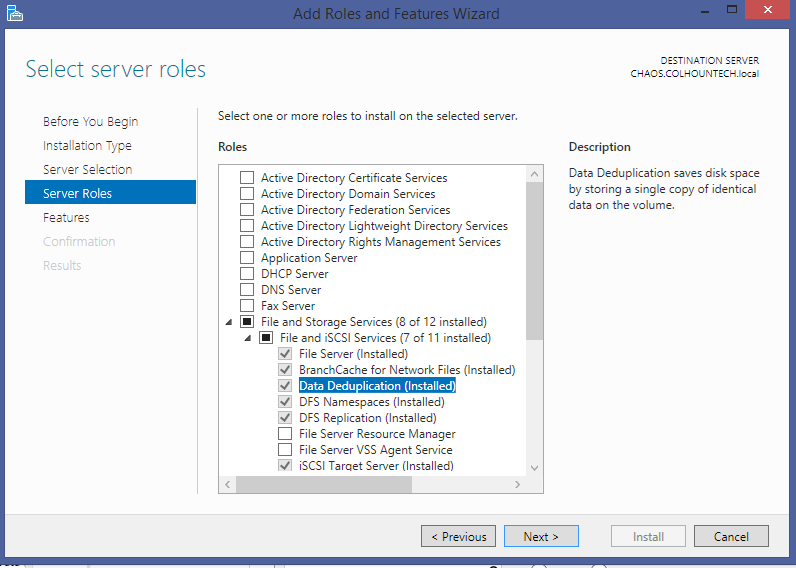 Add Roles and Features Wizard
Select server roles
DESTINATION SERVER
CHAOS.COLHOUNTECH.local
Before You Begin
Installation Type
Server Selection
Server Roles
Features
Confirmation
Results
Select one or more roles to install on the selected server.
Roles
Active Directory Certificate Services
Active Directory Domain Services
Active Directory Federation Services
Active Directory Lightweight Directory Services
Active Directory Rights Management Services
Application Server
DHCP Server
DNS Server
Fax Server
File and Storage Services (8 of 12 installed)
File and iSCSI Services (7 of 11 installed)
File Server (Installed)
BranchCache for Network Files (Installed)
Data Deduplication (Installed)
DFS Namespaces (Installed)
DFS Replication (Installed)
File Server Resource Manager
File Server VSS Agent Service
iSCSI Target Server (Installed)
Description
Data Deduplication saves disk space
by storing a single copy of identical
data on the volume.
< Previous
Next >
Install
Cancel